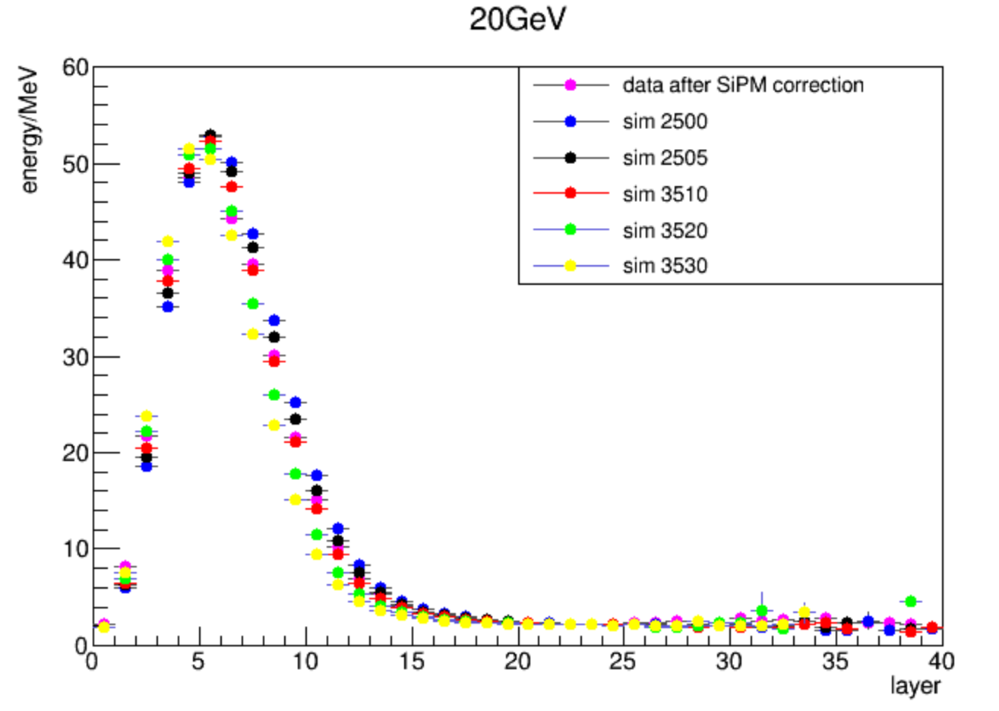 20GeV
energy/MeV
60
50
40
30
20
10
0
data after SiPM correction
sim 2500
sim 2505
sim 3510
sim 3520
sim 3530
0 5 10 15 20 25 30 35 40
layer